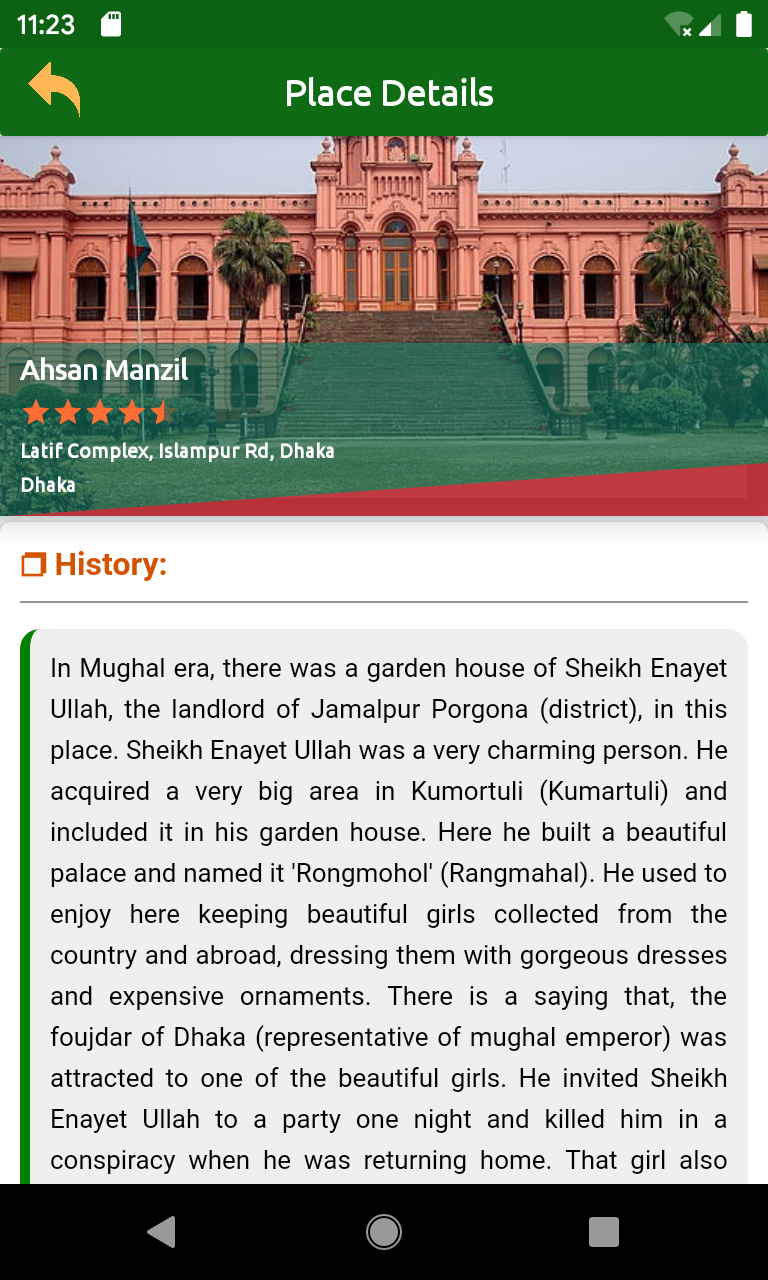 11:23
Place Details
Ahsan Manzil
Latif Complex, Islampur Rd, Dhaka
Dhaka
❐ History:
In Mughal era, there was a garden house of Sheikh Enayet
Ullah, the landlord of Jamalpur Porgona (district), in this
place. Sheikh Enayet Ullah was a very charming person. He
acquired a very big area in Kumortuli (Kumartuli) and
included it in his garden house. Here he built a beautiful
palace and named it 'Rongmohol' (Rangmahal). He used to
enjoy here keeping beautiful girls collected from the
country and abroad, dressing them with gorgeous dresses
and expensive ornaments. There is a saying that, the
foujdar of Dhaka (representative of mughal emperor) was
attracted to one of the beautiful girls. He invited Sheikh
Enayet Ullah to a party one night and killed him in a
conspiracy when he was returning home. That girl also